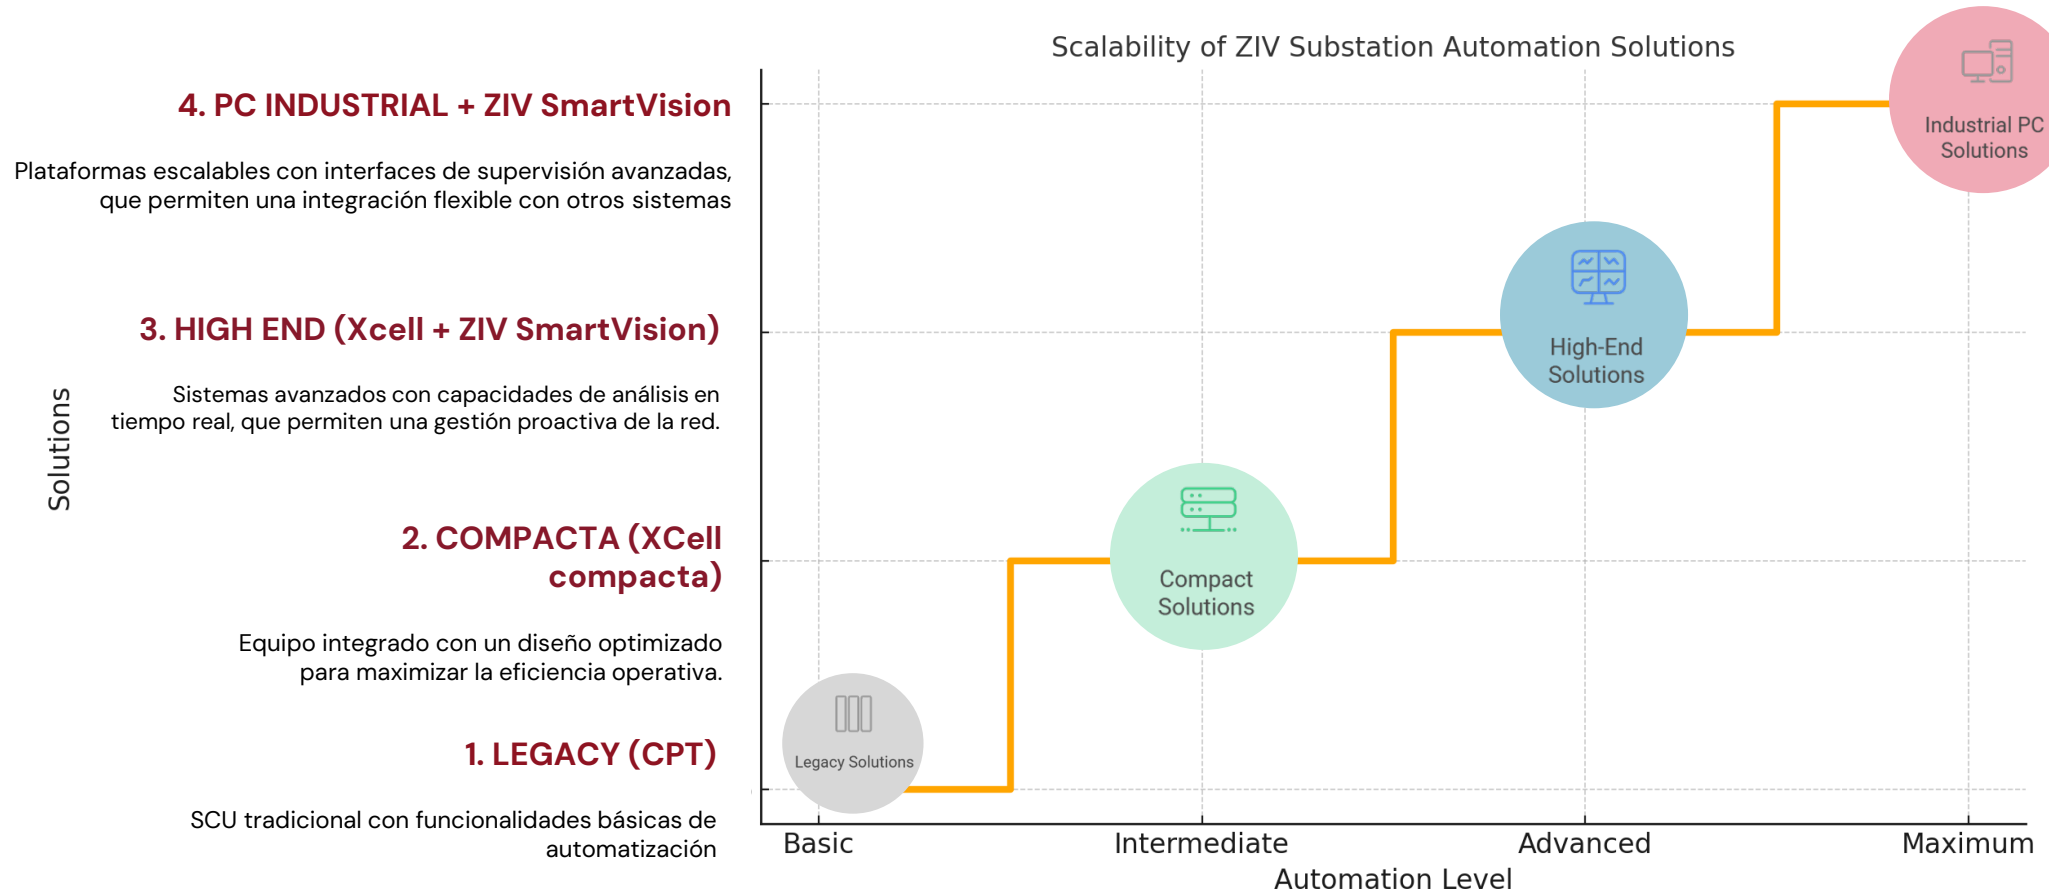 Scalability of ZIV Substation Automation Solutions
4. PC INDUSTRIAL + ZIV SmartVision
Plataformas escalables con interfaces de supervisión avanzadas,
que permiten una integración flexible con otros sistemas
3. HIGH END (Xcell + ZIV SmartVision)
Sistemas avanzados con capacidades de análisis en
tiempo real, que permiten una gestión proactiva de la red.
2. COMPACTA (XCell
compacta)
Equipo integrado con un diseño optimizado
para maximizar la eficiencia operativa.
1. LEGACY (CPT)
SCU tradicional con funcionalidades básicas de
automatización
Solutions
Industrial PC
Solutions
High-End
Solutions
Compact
Solutions
Legacy Solutions
Basic
Intermediate
Advanced
Maximum
Automation Level